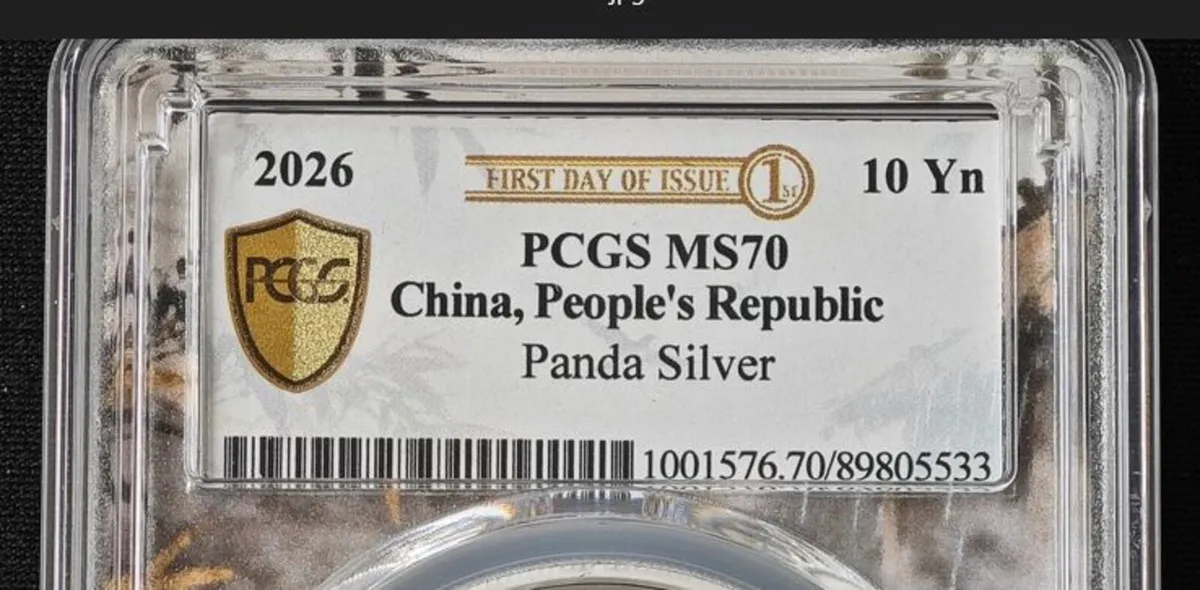 2026
FIRST DAY OF ISSUE 1ST
10 Yn
PCGS
PCGS MS70
China, People's Republic
Panda Silver
1001576.70/89805533